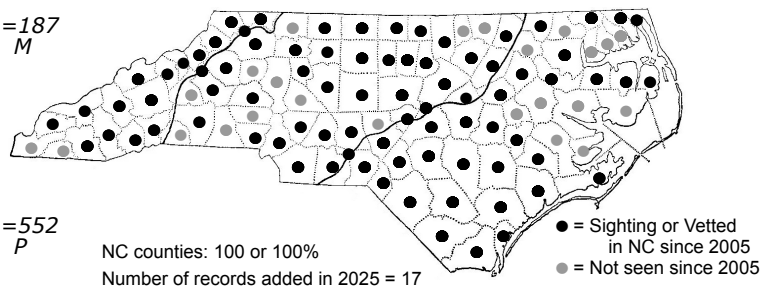 =187
M
=552
P
NC counties: 100 or 100%
Number of records added in 2025 = 17
● = Sighting or Vetted
in NC since 2005
● = Not seen since 2005